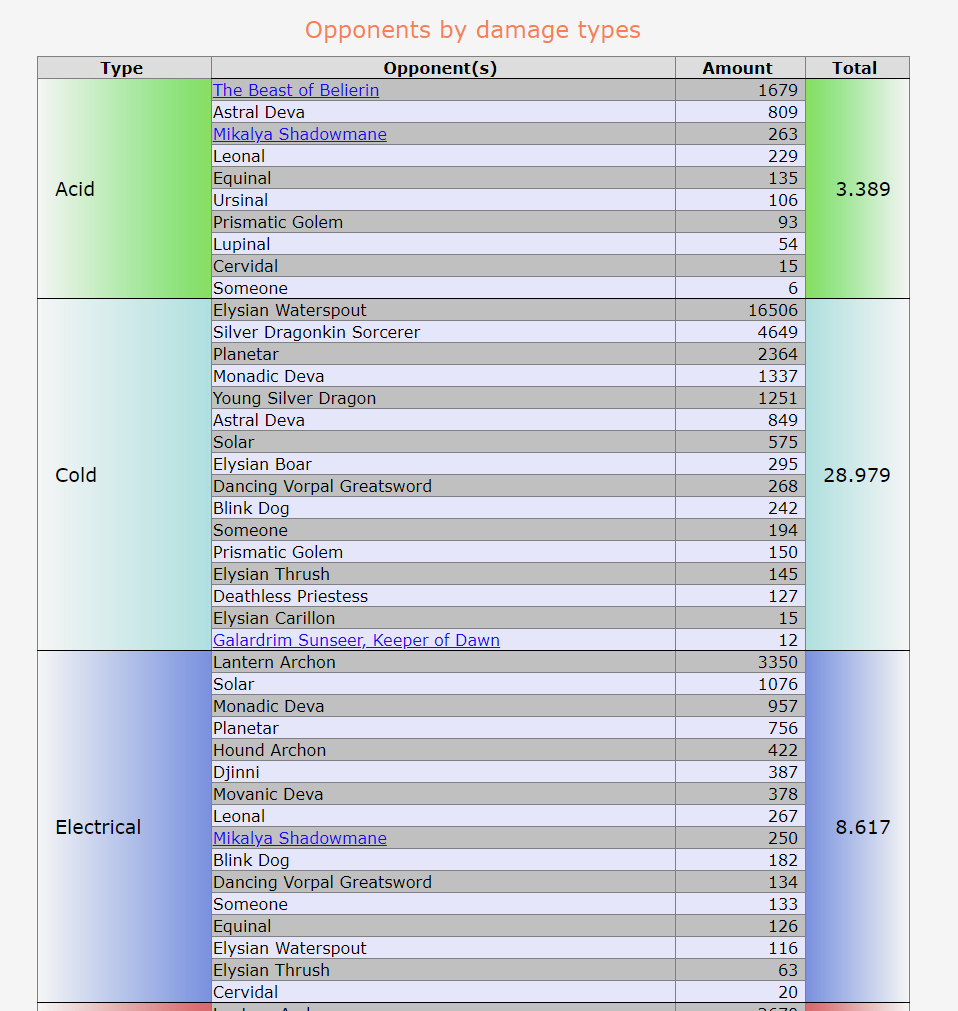 Opponents by damage types
Type Opponent(s) Amount Total
The Beast of Belierin 1679
Astral Deva 809
Mikalya Shadowmane 263
Leonal 229
Equinal 135
Acid 3.389
Ursinal 106
Prismatic Golem 93
Lupinal 54
Cervidal 15
Someone 6
Elysian Waterspout 16506
Silver Dragonkin Sorcerer 4649
Planetar 2364
Monadic Deva 1337
Young Silver Dragon 1251
Astral Deva 849
Solar 575
Elysian Boar 295
Cold 28.979
Dancing Vorpal Greatsword 268
Blink Dog 242
Someone 194
Prismatic Golem 150
Elysian Thrush 145
Deathless Priestess 127
Elysian Carillon 15
Galardrim Sunseer, Keeper of Dawn 12
Lantern Archon 3350
Solar 1076
Monadic Deva 957
Planetar 756
Hound Archon 422
Djinni 387
Movanic Deva 378
Leonal 267
Electrical 8.617
Mikalya Shadowmane 250
Blink Dog 182
Dancing Vorpal Greatsword 134
Someone 133
Equinal 126
Elysian Waterspout 116
Elysian Thrush 63
Cervidal 20